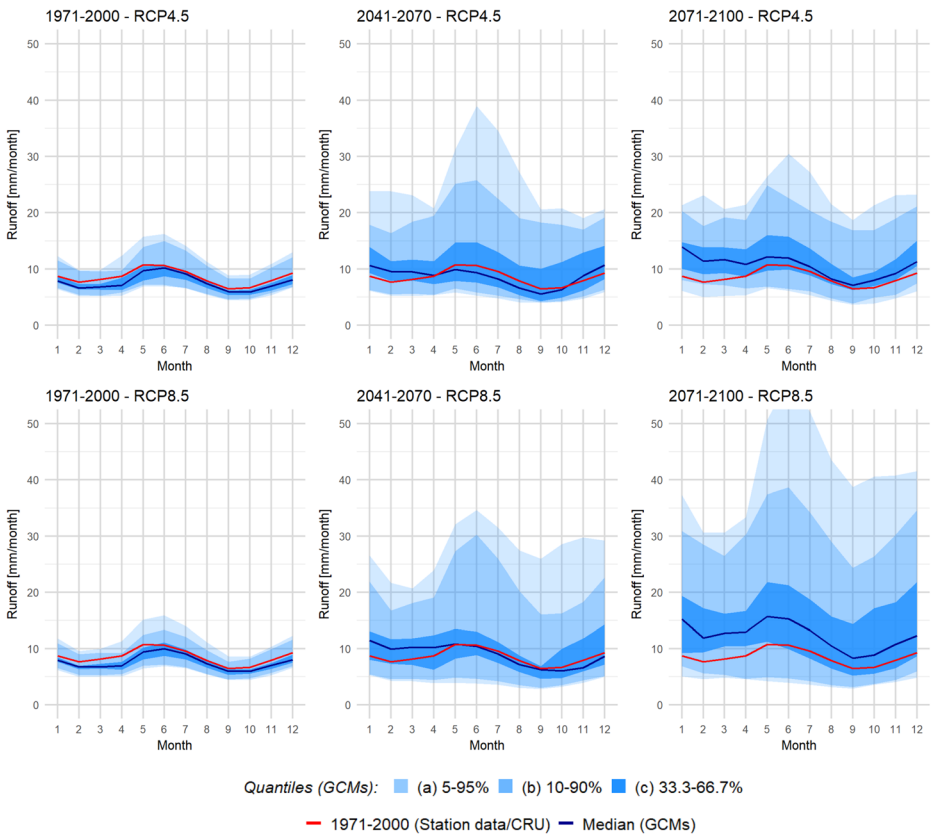 1971-2000 - RCP4.5
2041-2070 - RCP4.5
2071-2100 - RCP4.5
Runoff [mm/month]
50
40
30
20
10
0
1 2 3 4 5 6 7 8 9 10 11 12
Month
Runoff [mm/month]
50
40
30
20
10
0
1 2 3 4 5 6 7 8 9 10 11 12
Month
Runoff [mm/month]
50
40
30
20
10
0
1 2 3 4 5 6 7 8 9 10 11 12
Month
1971-2000 - RCP8.5
2041-2070 - RCP8.5
2071-2100 - RCP8.5
Runoff [mm/month]
50
40
30
20
10
0
1 2 3 4 5 6 7 8 9 10 11 12
Month
Runoff [mm/month]
50
40
30
20
10
0
1 2 3 4 5 6 7 8 9 10 11 12
Month
Runoff [mm/month]
50
40
30
20
10
0
1 2 3 4 5 6 7 8 9 10 11 12
Month
Quantiles (GCMs): (a) 5-95% (b) 10-90% (c) 33.3-66.7%
1971-2000 (Station data/CRU) Median (GCMs)